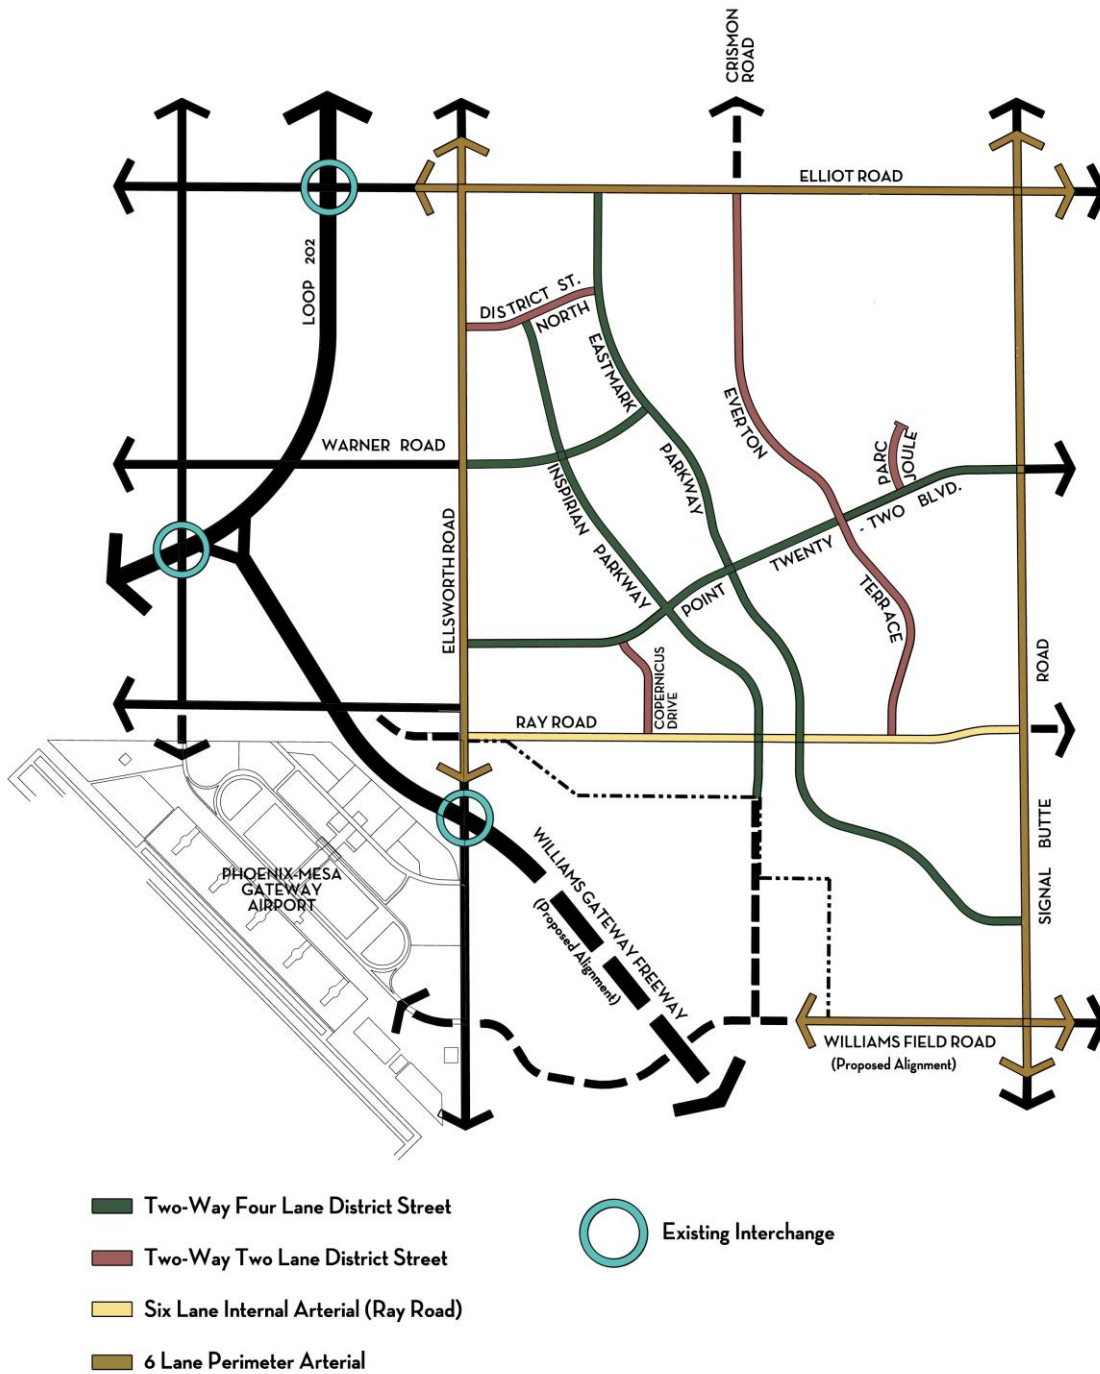 CRISMON
ROAD
ELLIOT ROAD
LOOP 202
DISTRICT ST.
NORTH
EASTMARK
PARKWAY
EVERTON
TERRACE
PARC
JOULE
WARNER ROAD
INSPIRIAN PARKWAY
POINT TWENTY - TWO BLVD.
ELLSWORTH ROAD
COPERNICUS
DRIVE
RAY ROAD
SIGNAL BUTTE ROAD
PHOENIX-MESA
GATEWAY
AIRPORT
WILLIAMS GATEWAY FREEWAY
(Proposed Alignment)
WILLIAMS FIELD ROAD
(Proposed Alignment)
Two-Way Four Lane District Street
Existing Interchange
Two-Way Two Lane District Street
Six Lane Internal Arterial (Ray Road)
6 Lane Perimeter Arterial